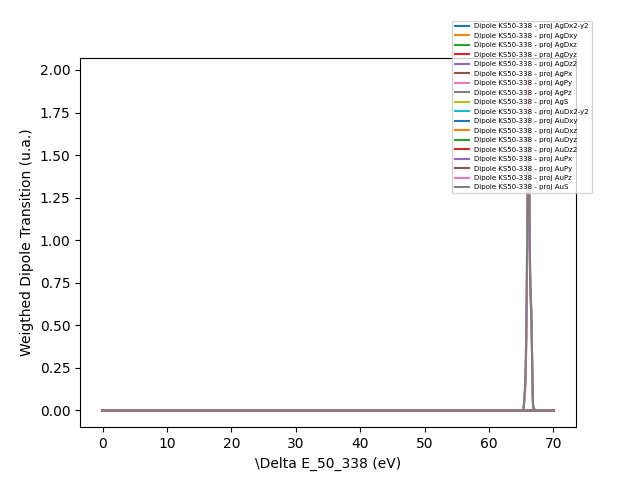 Dipole KS50-338 - proj AgDx2-y2
Dipole KS50-338 - proj AgDxy
Dipole KS50-338 - proj AgDxz
Dipole KS50-338 - proj AgDyz
Dipole KS50-338 - proj AgDz2
Dipole KS50-338 - proj AgPx
Dipole KS50-338 - proj AgPy
Dipole KS50-338 - proj AgPz
Dipole KS50-338 - proj AgS
Dipole KS50-338 - proj AuDx2-y2
Dipole KS50-338 - proj AuDxy
Dipole KS50-338 - proj AuDxz
Dipole KS50-338 - proj AuDyz
Dipole KS50-338 - proj AuDz2
Dipole KS50-338 - proj AuPx
Dipole KS50-338 - proj AuPy
Dipole KS50-338 - proj AuPz
Dipole KS50-338 - proj AuS
2.00
1.75
1.50
1.25
1.00
0.75
0.50
0.25
0.00
Weigthed Dipole Transition (u.a.)
0 10 20 30 40 50 60 70
\Delta E_50_338 (eV)